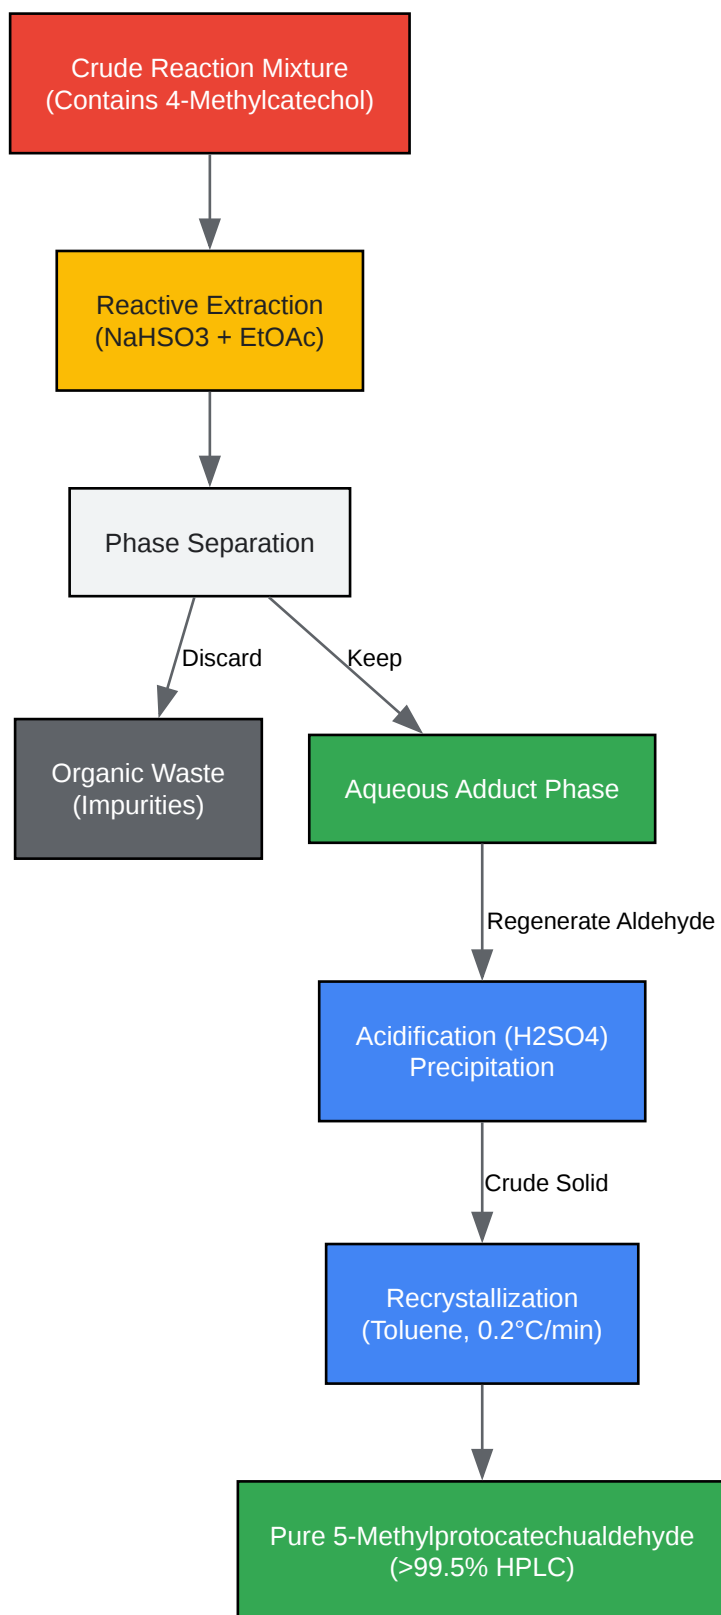 Crude Reaction Mixture
(Contains 4-Methylcatechol)
Reactive Extraction
(NaHSO3 + EtOAc)
Phase Separation
Discard
Keep
Organic Waste
(Impurities)
Aqueous Adduct Phase
Regenerate Aldehyde
Acidification (H2SO4)
Precipitation
Crude Solid
Recrystallization
(Toluene, 0.2°C/min)
Pure 5-Methylprotocatechualdehyde
(>99.5% HPLC)